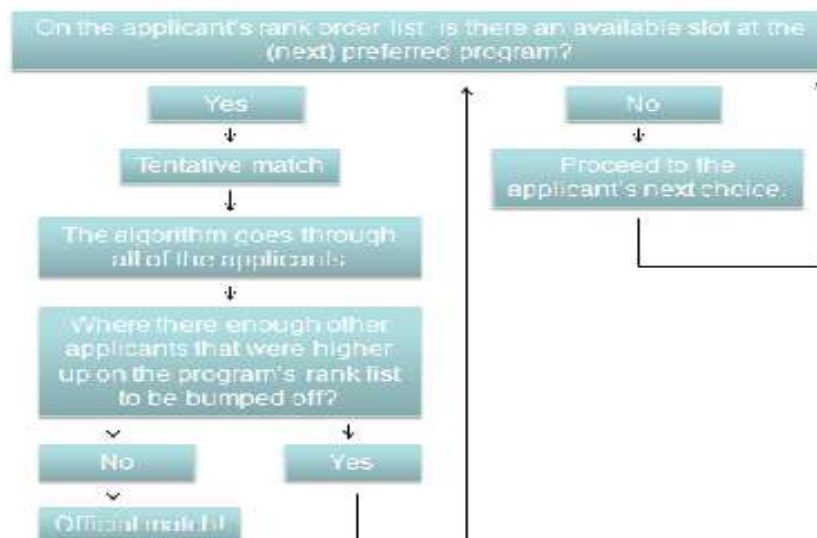 On the applicant's rank order list, is there an available slot at the
(next) preferred program?
Yes
No
Tentative match
Proceed to the
applicant's next choice.
The algorithm goes through
all of the applicants
Where there enough other
applicants that were higher
up on the program's rank list
to be bumped off?
No
Yes
Official match!